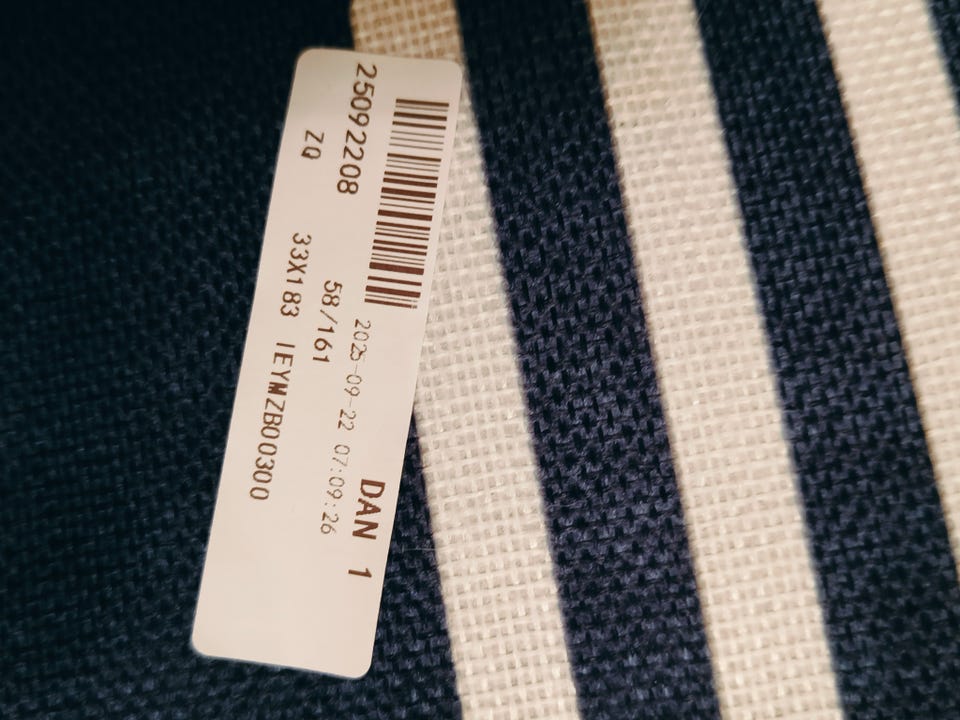 DAN 1
2025-09-22 07:09:26
25092208 58/161
ZQ 33X183 IEYMZB00300